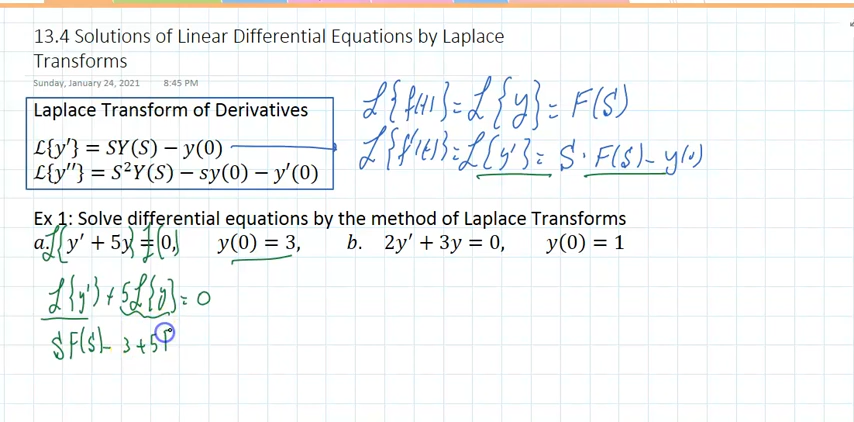 13.4 Solutions of Linear Differential Equations by Laplace
Transforms
Sunday, January 24, 2021 8:45 PM
Laplace Transform of Derivatives
ℒ{y′} = SY(S) − y(0)
ℒ{y′′} = S²Y(S) − sy(0) − y′(0)
ℒ{f(t)} = ℒ{y} = F(S)
ℒ{f'(t)} = ℒ{y'} = S · F(S) − y(0)
Ex 1: Solve differential equations by the method of Laplace Transforms
a. ℒ{y′ + 5y} = ℒ{0,} y(0) = 3, b. 2y′ + 3y = 0, y(0) = 1
ℒ{y'} + 5ℒ{y} = 0
SF(S) − 3 + 5F